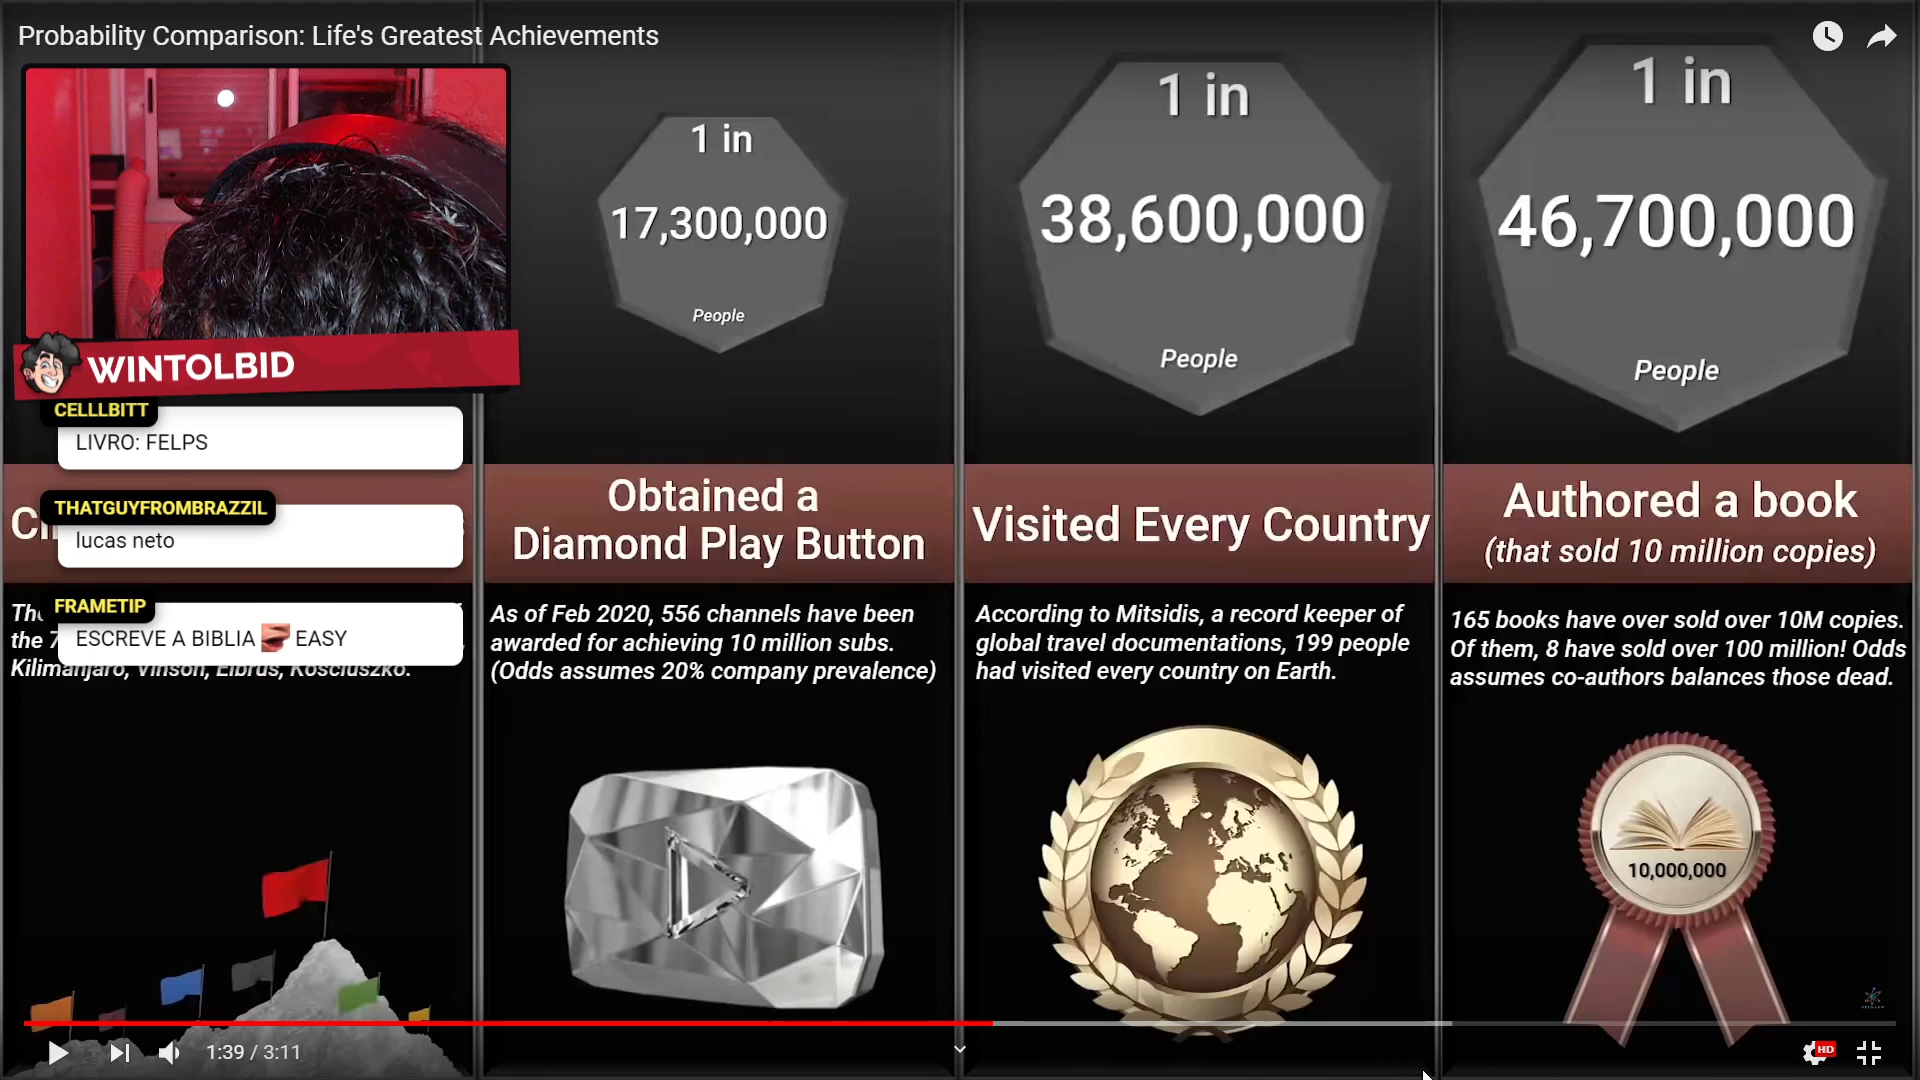 Probability Comparison: Life's Greatest Achievements
WINTOLBID
CELLLBITT
LIVRO: FELPS
THATGUYFROMBRAZZIL
lucas neto
FRAMETIP
ESCREVE A BIBLIA EASY
the 7
Kilimanjaro, Vinson, Elbrus, Kosciuszko.
1 in
17,300,000
People
Obtained a
Diamond Play Button
As of Feb 2020, 556 channels have been
awarded for achieving 10 million subs.
(Odds assumes 20% company prevalence)
1 in
38,600,000
People
Visited Every Country
According to Mitsidis, a record keeper of
global travel documentations, 199 people
had visited every country on Earth.
1 in
46,700,000
People
Authored a book
(that sold 10 million copies)
165 books have over sold over 10M copies.
Of them, 8 have sold over 100 million! Odds
assumes co-authors balances those dead.
10,000,000
1:39 / 3:11
HD